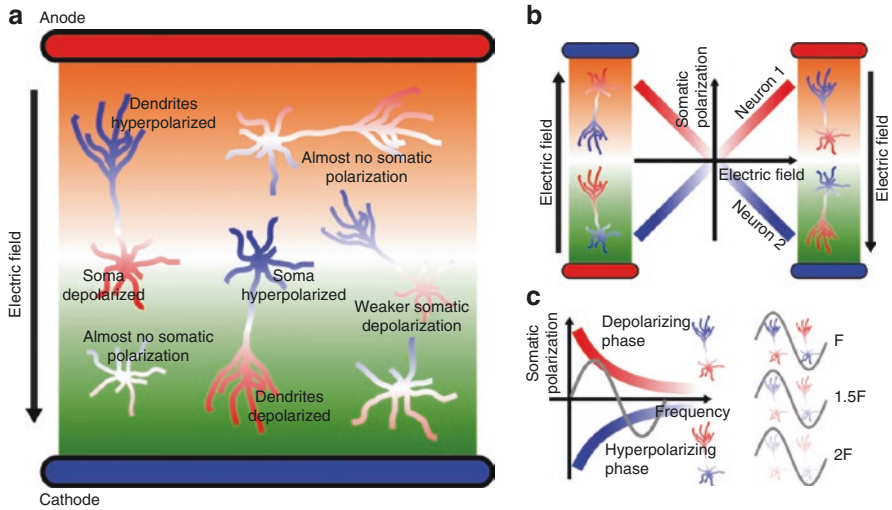 a
Anode
Dendrites
hyperpolarized
Almost no somatic
polarization
Electric field
Soma
depolarized
Soma
hyperpolarized
Weaker somatic
depolarization
Almost no somatic
polarization
Dendrites
depolarized
Cathode
b
Electric field
Somatic
polarization
Neuron 1
Electric field
Neuron 2
Electric field
c
Somatic
polarization
Depolarizing
phase
Frequency
Hyperpolarizing
phase
F
1.5F
2F